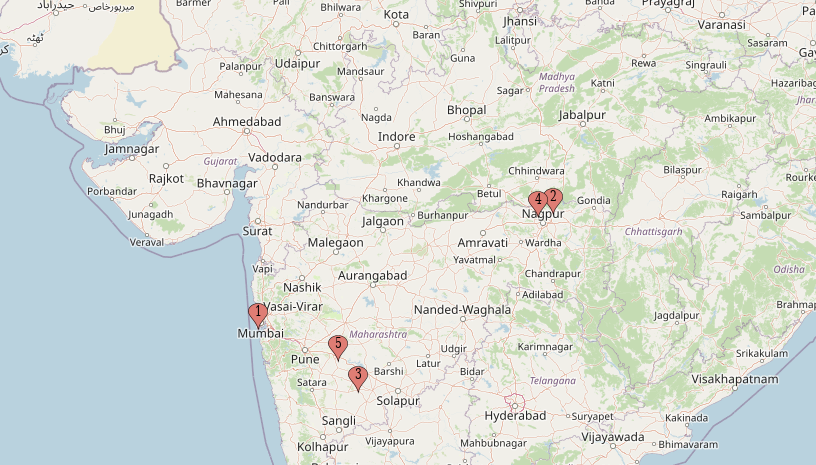 حیدرآباد
میرپورخاص
Barmer
Pali
Bhilwara
Kota
Shivpuri
Banda
Prayagraj
Jhansi
Varanasi
ٹھٹہ
Baran
Lalitpur
Sasaram
Chittorgarh
Udaipur
Guna
Palanpur
Mandsaur
Rewa
Singrauli
Madhya
Pradesh
Katni
Sagar
Mahesana
Banswara
Bhopal
Jabalpur
Ambikapur
Nagda
Bhuj
Ahmedabad
Indore
Hoshangabad
Jamnagar
Gujarat
Vadodara
Chhindwara
Bilaspur
Rajkot
Khandwa
Porbandar
Bhavnagar
Khargone
Betul
4
2
Gondia
Raigarh
Nandurbar
Junagadh
Jalgaon
Burhanpur
Nagpur
Sambalpur
Surat
Chhattisgarh
Veraval
Malegaon
Amravati
Wardha
Yavatmal
Vapi
Aurangabad
Chandrapur
Odisha
Nashik
Adilabad
Vasai-Virar
1
Nanded-Waghala
Jagdalpur
Mumbai
Maharashtra
5
Udgir
Karimnagar
Pune
Srikakulam
Latur
Barshi
Bidar
3
Satara
Telangana
Visakhapatnam
Solapur
Hyderabad
Suryapet
Kakinada
Sangli
Vijayapura
Mahbubnagar
Vijayawada
Bhimavaram
Kolhapur